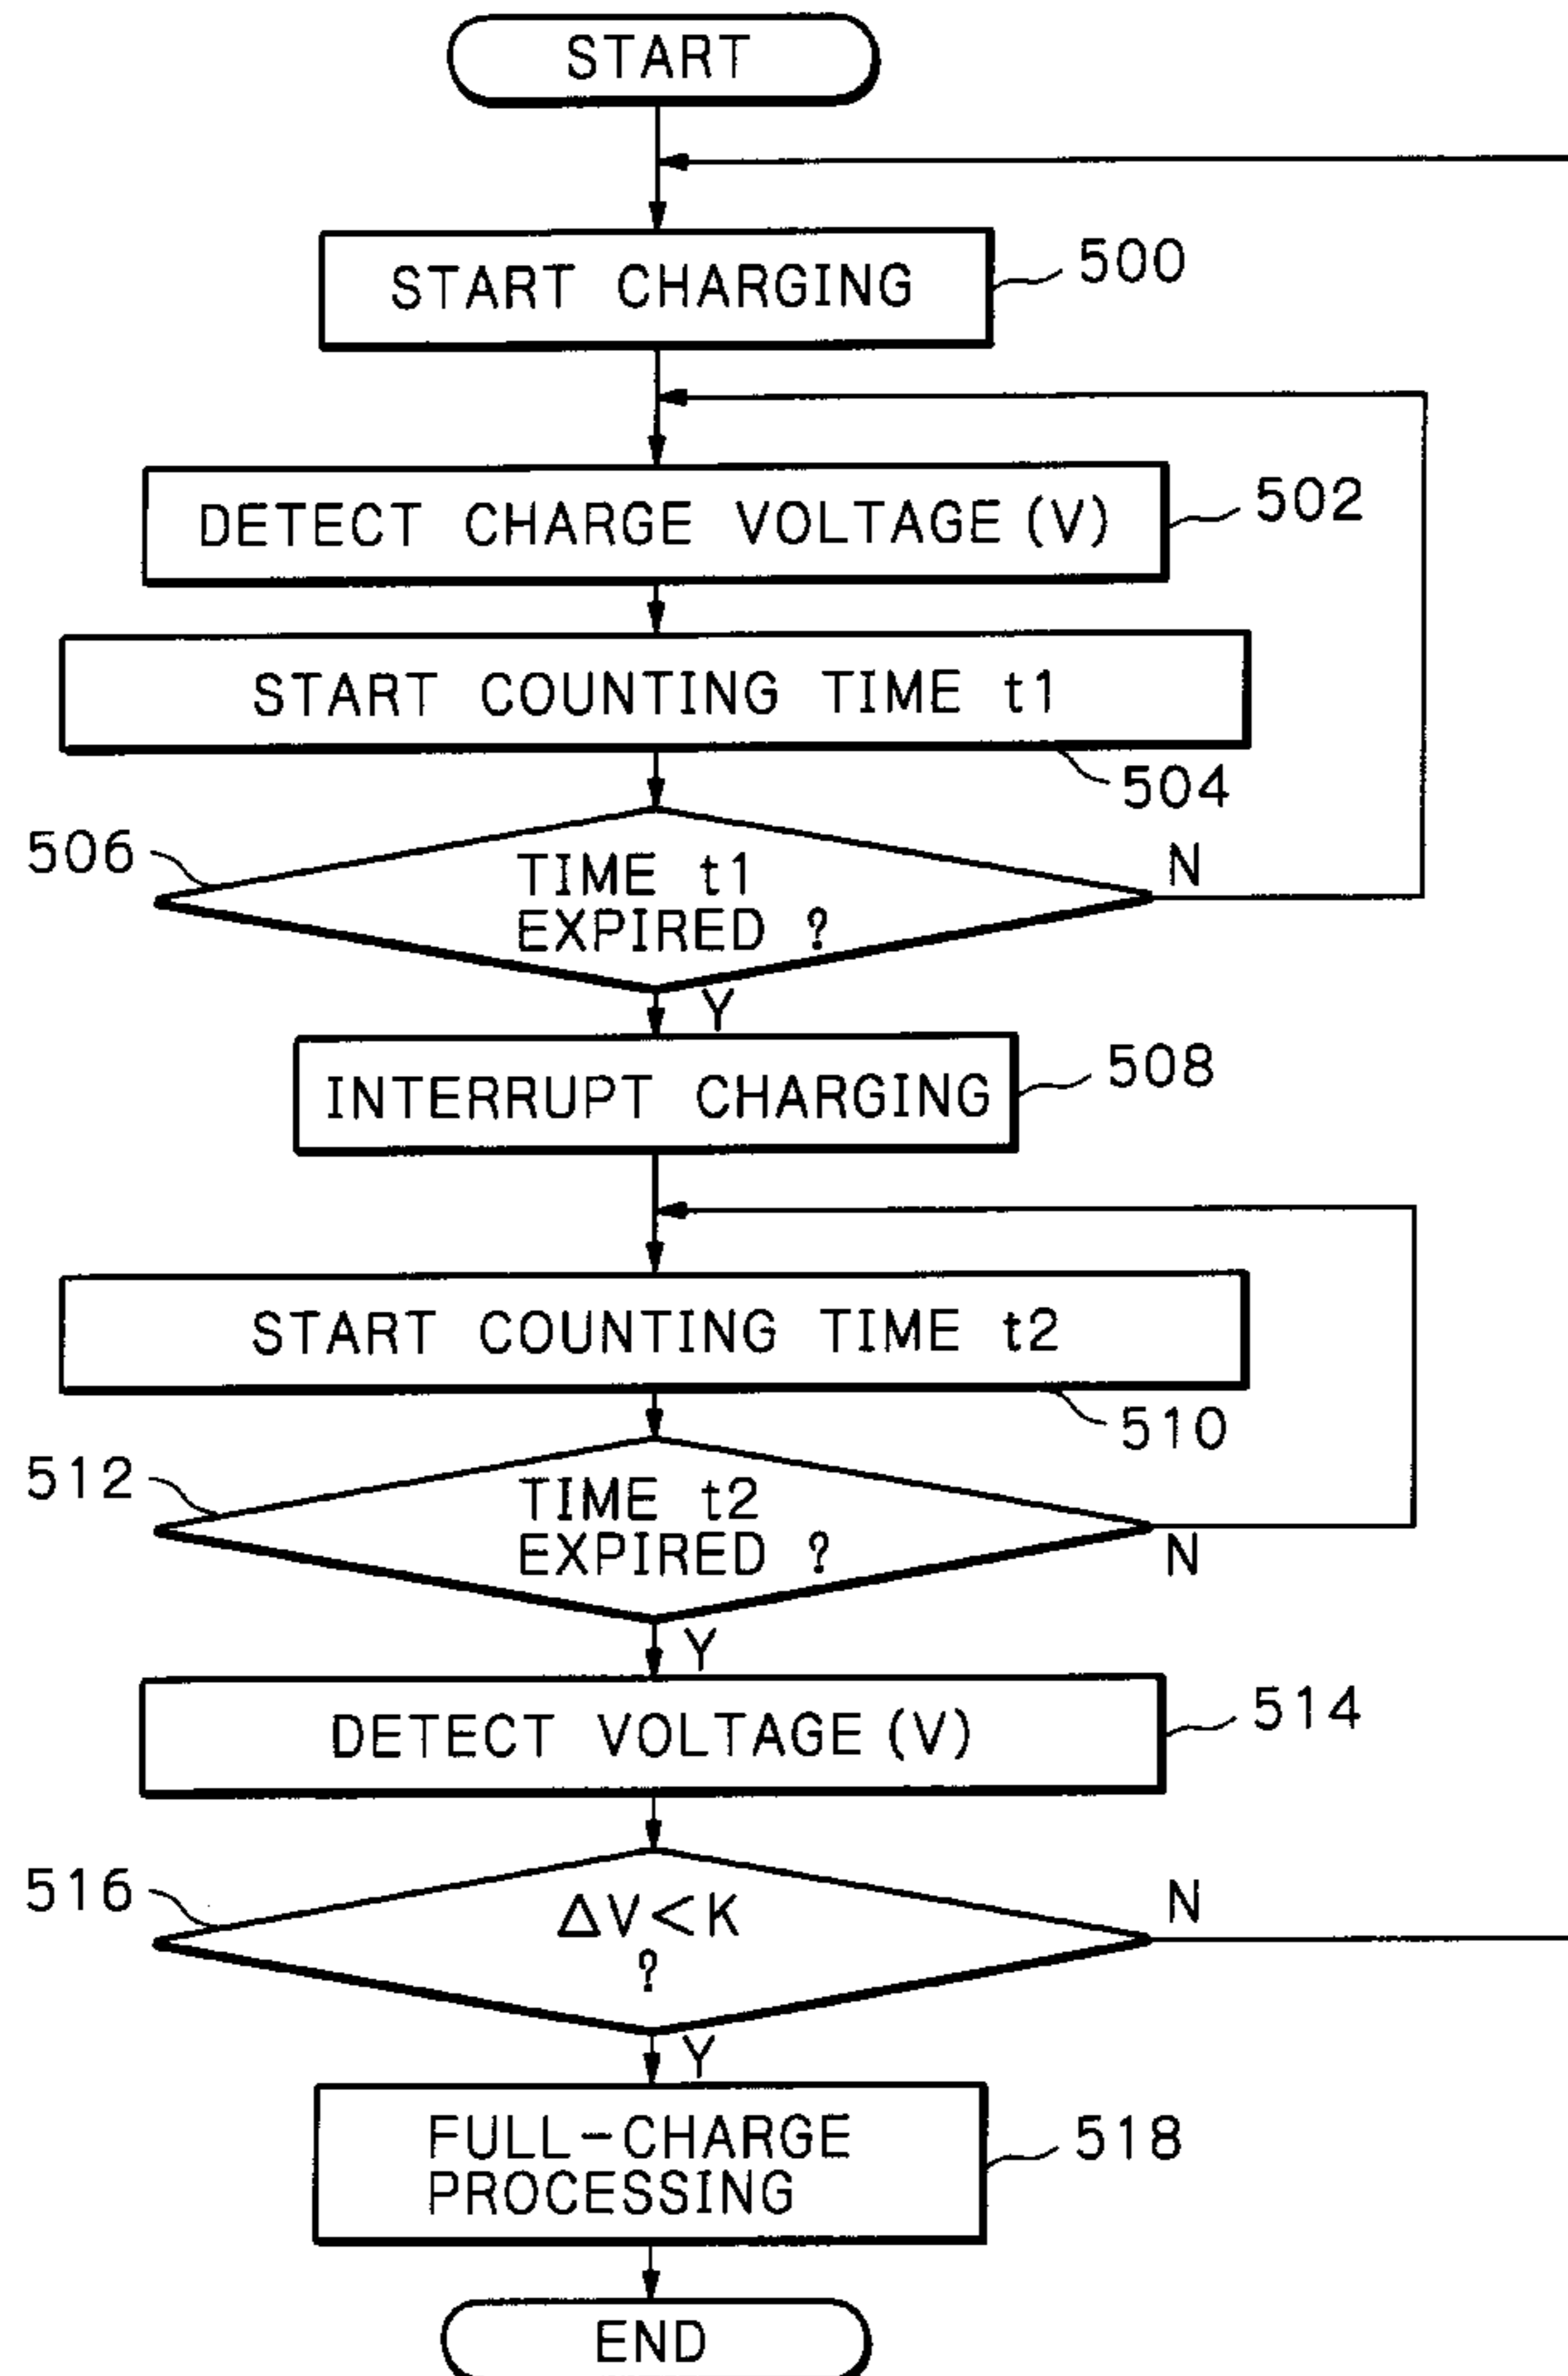 START
START CHARGING
500
DETECT CHARGE VOLTAGE (V)
502
START COUNTING TIME t1
504
506
TIME t1
EXPIRED ?
N
Y
INTERRUPT CHARGING
508
START COUNTING TIME t2
510
512
TIME t2
EXPIRED ?
N
Y
DETECT VOLTAGE (V)
514
516
ΔV<K
?
N
Y
FULL-CHARGE
PROCESSING
518
END